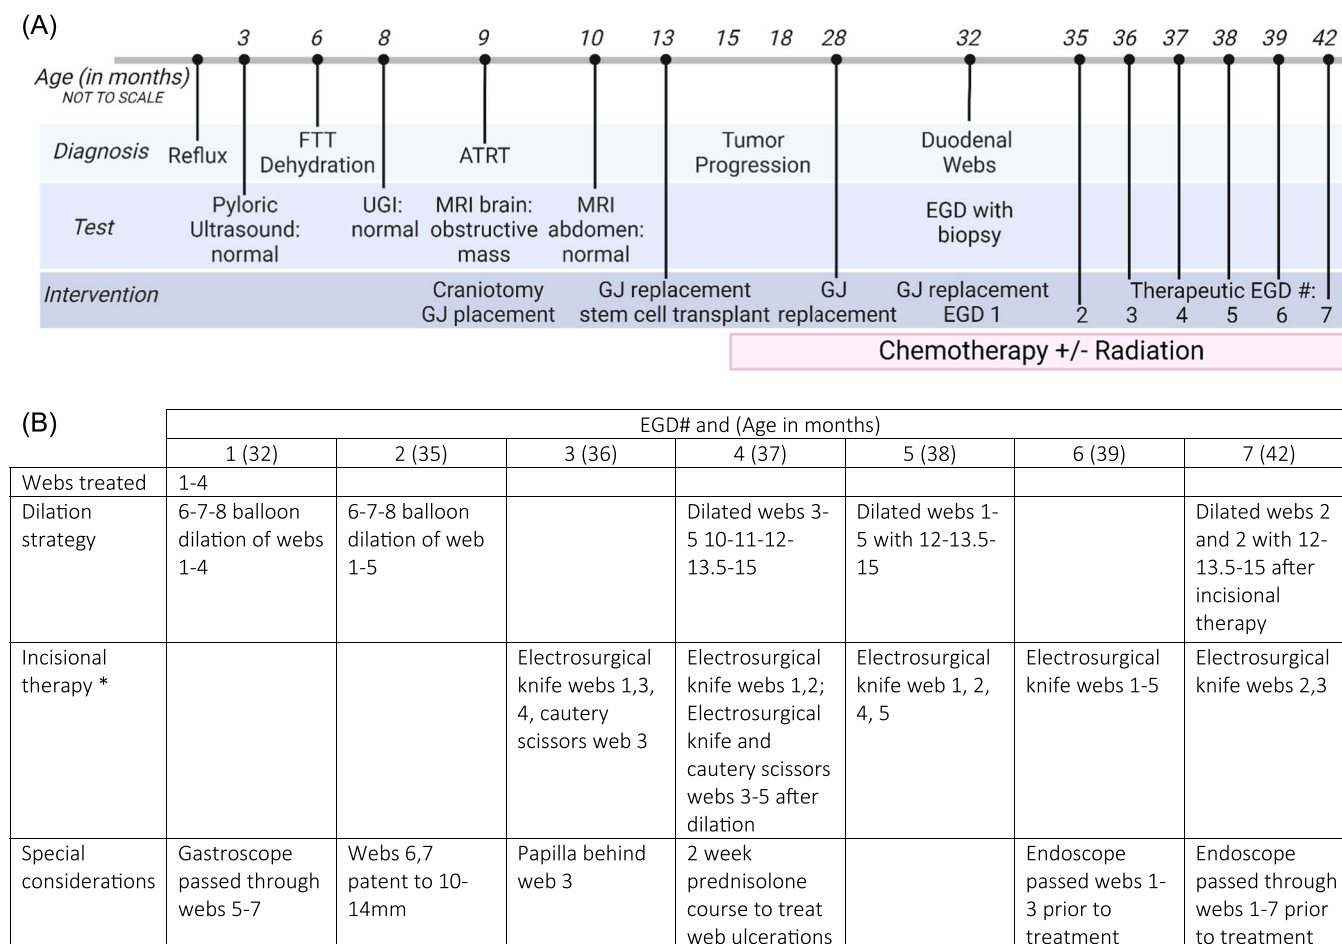 (A)
3 6 8 9 10 13 15 18 28 32 35 36 37 38 39 42
Age (in months)
NOT TO SCALE
Diagnosis
Reflux
FTT
Dehydration
ATRT
Tumor
Progression
Duodenal
Webs
Test
Pyloric
Ultrasound:
normal
UGI:
normal
MRI brain:
obstructive
mass
MRI
abdomen:
normal
EGD with
biopsy
Intervention
Craniotomy
GJ placement
GJ replacement
stem cell transplant
GJ
replacement
GJ replacement
EGD 1
Therapeutic EGD #:
2 3 4 5 6 7
Chemotherapy +/- Radiation
(B)
EGD# and (Age in months)
1 (32) 2 (35) 3 (36) 4 (37) 5 (38) 6 (39) 7 (42)
Webs treated
1-4
Dilation
strategy
6-7-8 balloon
dilation of webs
1-4
6-7-8 balloon
dilation of web
1-5
Dilated webs 3-
5 10-11-12-
13.5-15
Dilated webs 1-
5 with 12-13.5-
15
Dilated webs 2
and 2 with 12-
13.5-15 after
incisional
therapy
Incisional
therapy *
Electrosurgical
knife webs 1,3,
4, cautery
scissors web 3
Electrosurgical
knife webs 1,2;
Electrosurgical
knife and
cautery scissors
webs 3-5 after
dilation
Electrosurgical
knife web 1, 2,
4, 5
Electrosurgical
knife webs 1-5
Electrosurgical
knife webs 2,3
Special
considerations
Gastroscope
passed through
webs 5-7
Webs 6,7
patent to 10-
14mm
Papilla behind
web 3
2 week
prednisolone
course to treat
web ulcerations
Endoscope
passed webs 1-
3 prior to
treatment
Endoscope
passed through
webs 1-7 prior
to treatment